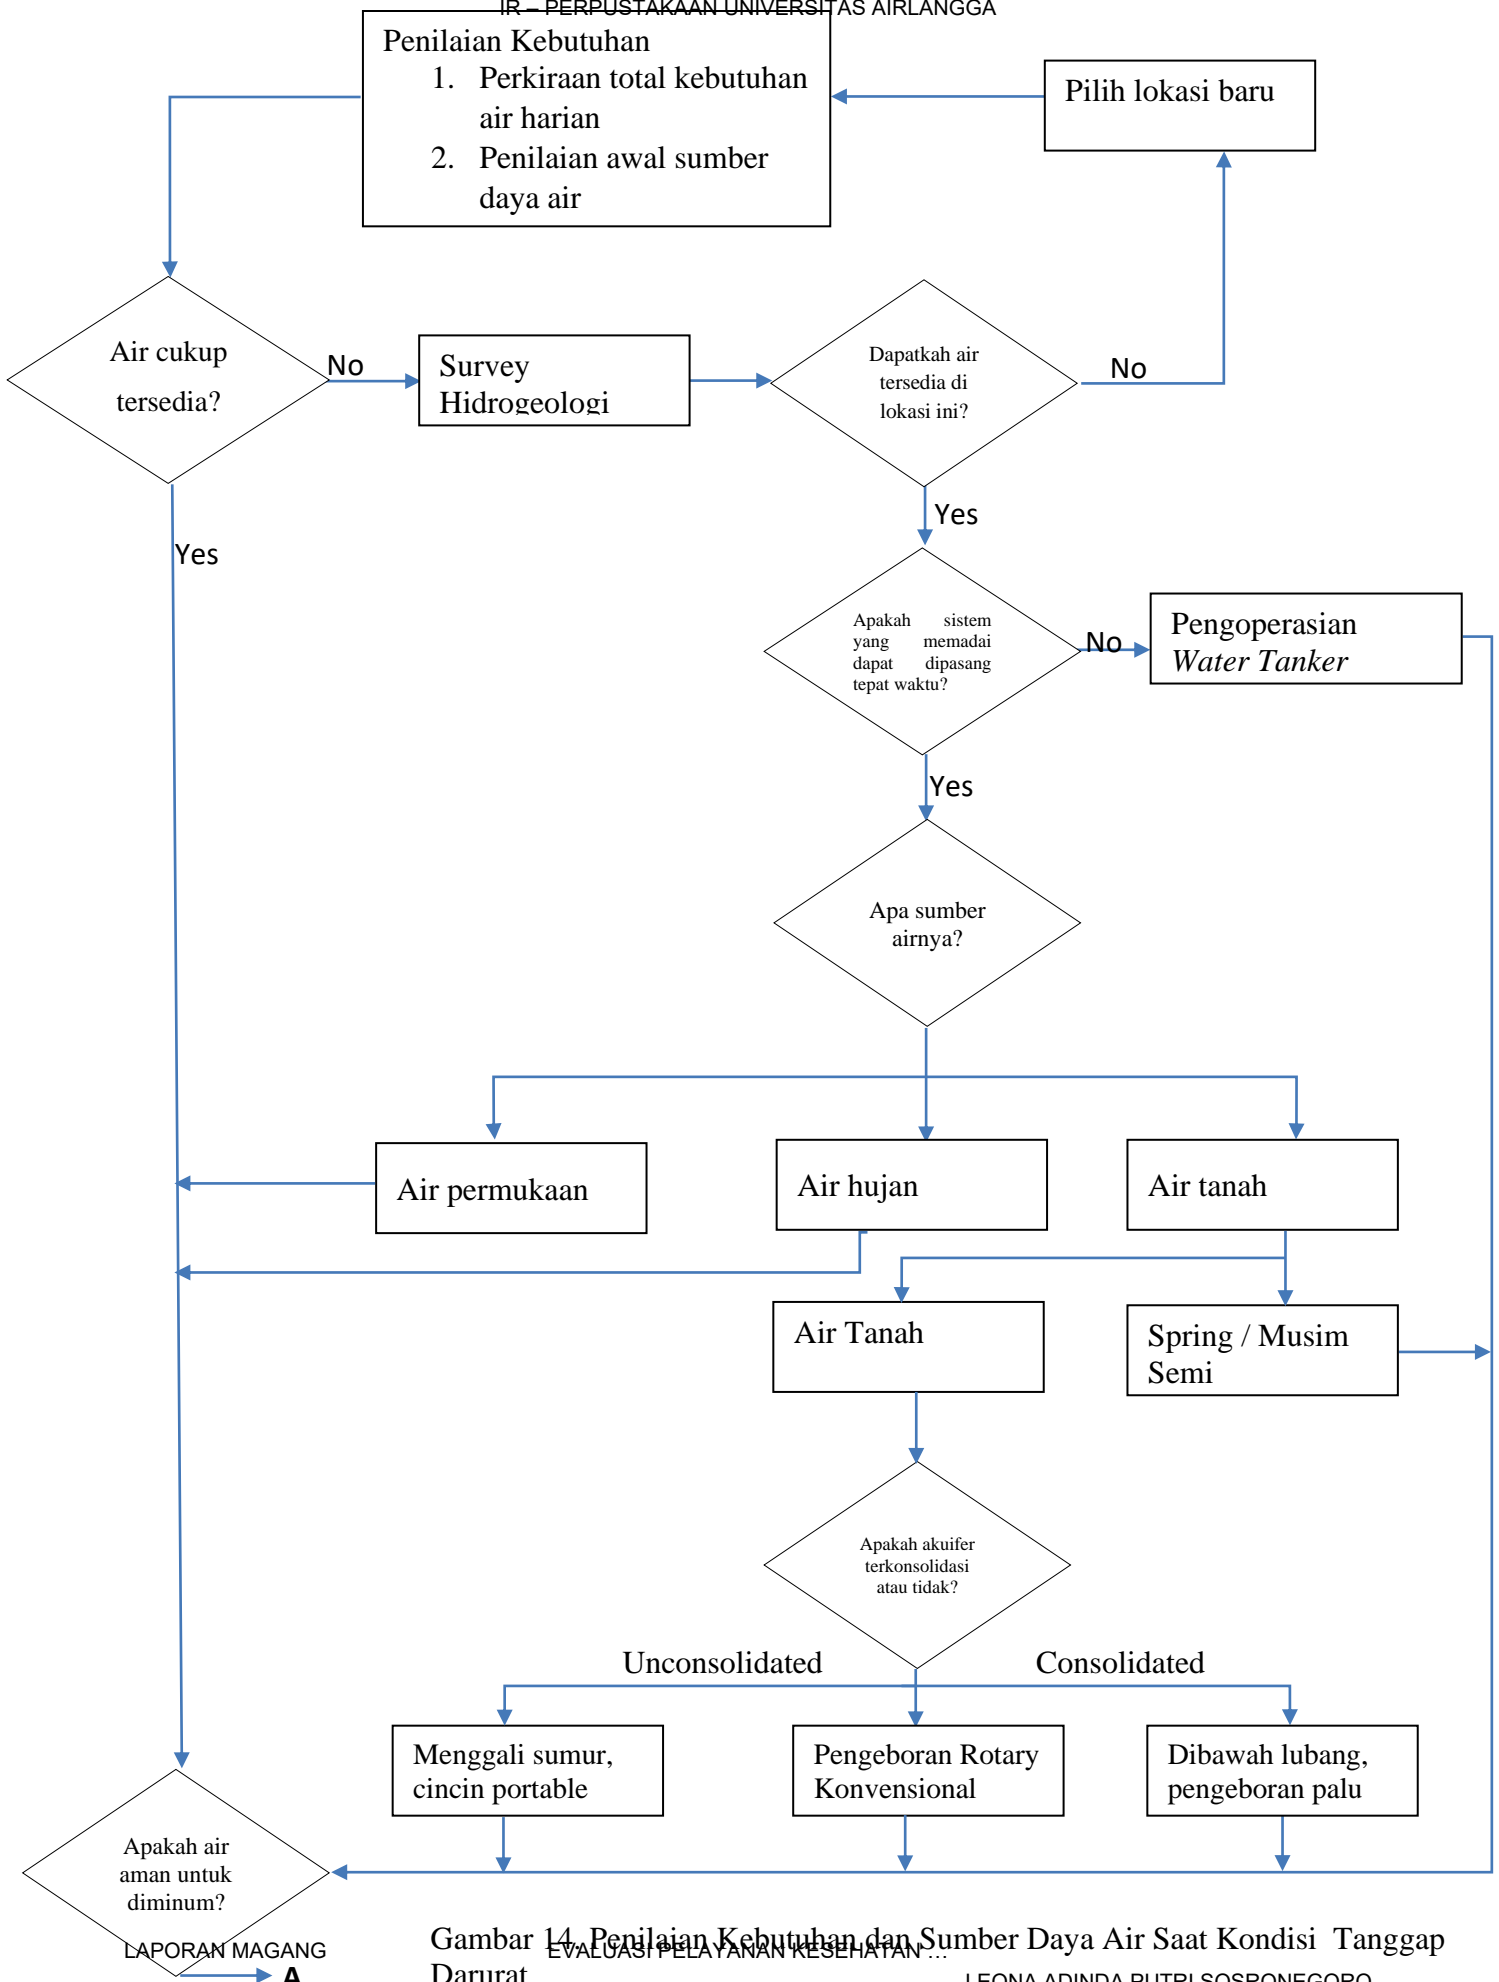 IR – PERPUSTAKAAN UNIVERSITAS AIRLANGGA
Penilaian Kebutuhan
1. Perkiraan total kebutuhan
air harian
2. Penilaian awal sumber
daya air
Pilih lokasi baru
Air cukup
tersedia?
No
Survey
Hidrogeologi
Dapatkah air
tersedia di
lokasi ini?
No
Yes
Yes
Apakah sistem
yang memadai
dapat dipasang
tepat waktu?
No
Pengoperasian
Water Tanker
Yes
Apa sumber
airnya?
Air permukaan
Air hujan
Air tanah
Air Tanah
Spring / Musim
Semi
Apakah akuifer
terkonsolidasi
atau tidak?
Unconsolidated
Consolidated
Menggali sumur,
cincin portable
Pengeboran Rotary
Konvensional
Dibawah lubang,
pengeboran palu
Apakah air
aman untuk
diminum?
A
Gambar 14. Penilaian Kebutuhan dan Sumber Daya Air Saat Kondisi Tanggap
Darurat
LAPORAN MAGANG
EVALUASI PELAYANAN KESEHATAN ...
LEONA ADINDA PUTRI SOSRONEGORO